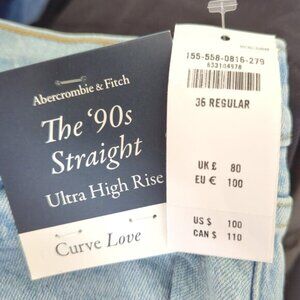 Abercrombie & Fitch
The ‘90s
Straight
Ultra High Rise
Curve Love
155-558-0816-279
633104978
36 REGULAR
UK £ 80
EU € 100
US $ 100
CAN $ 110